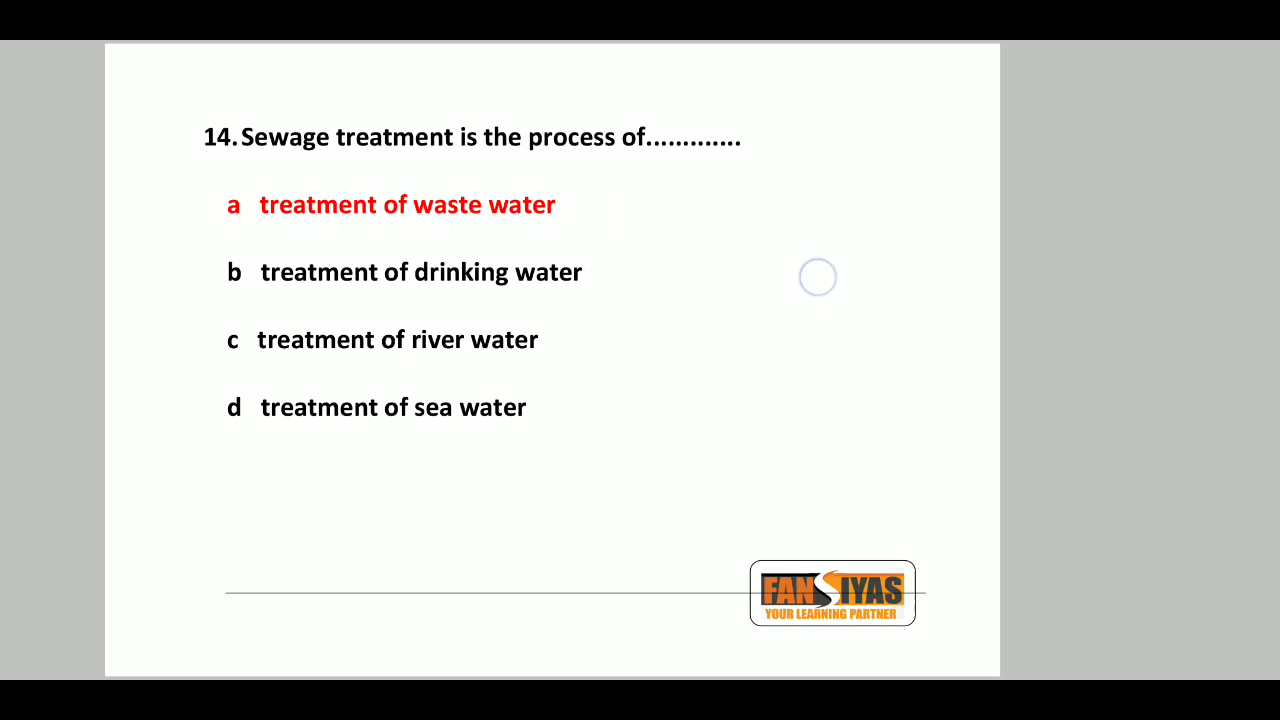 14. Sewage treatment is the process of.............
a treatment of waste water
b treatment of drinking water
c treatment of river water
d treatment of sea water
FANSIYAS
YOUR LEARNING PARTNER